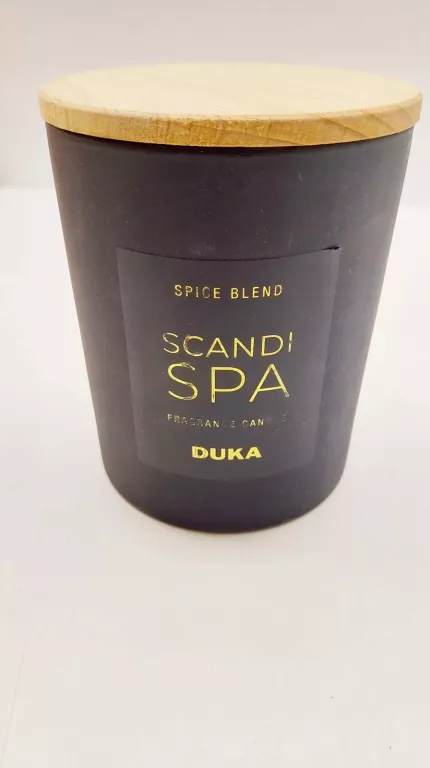 SPICE BLEND
SCANDI
SPA
FRAGRANCE CANDLE
DUKA